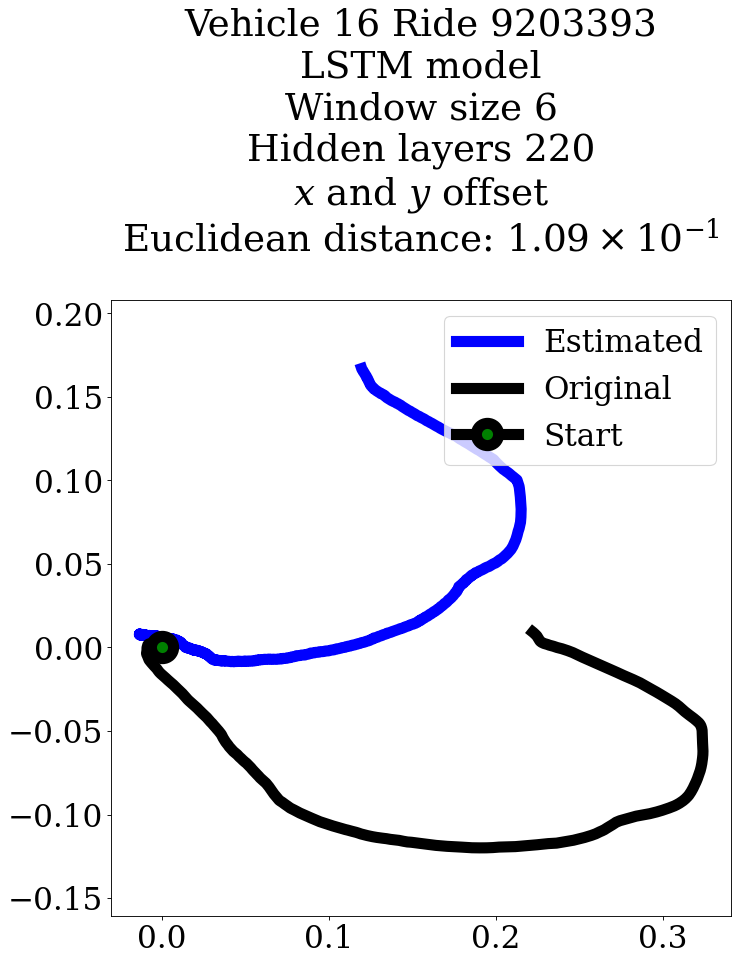 Vehicle 16 Ride 9203393
LSTM model
Window size 6
Hidden layers 220
x and y offset
Euclidean distance: 1.09 × 10⁻¹
Estimated
Original
Start
0.20
0.15
0.10
0.05
0.00
−0.05
−0.10
−0.15
0.0 0.1 0.2 0.3